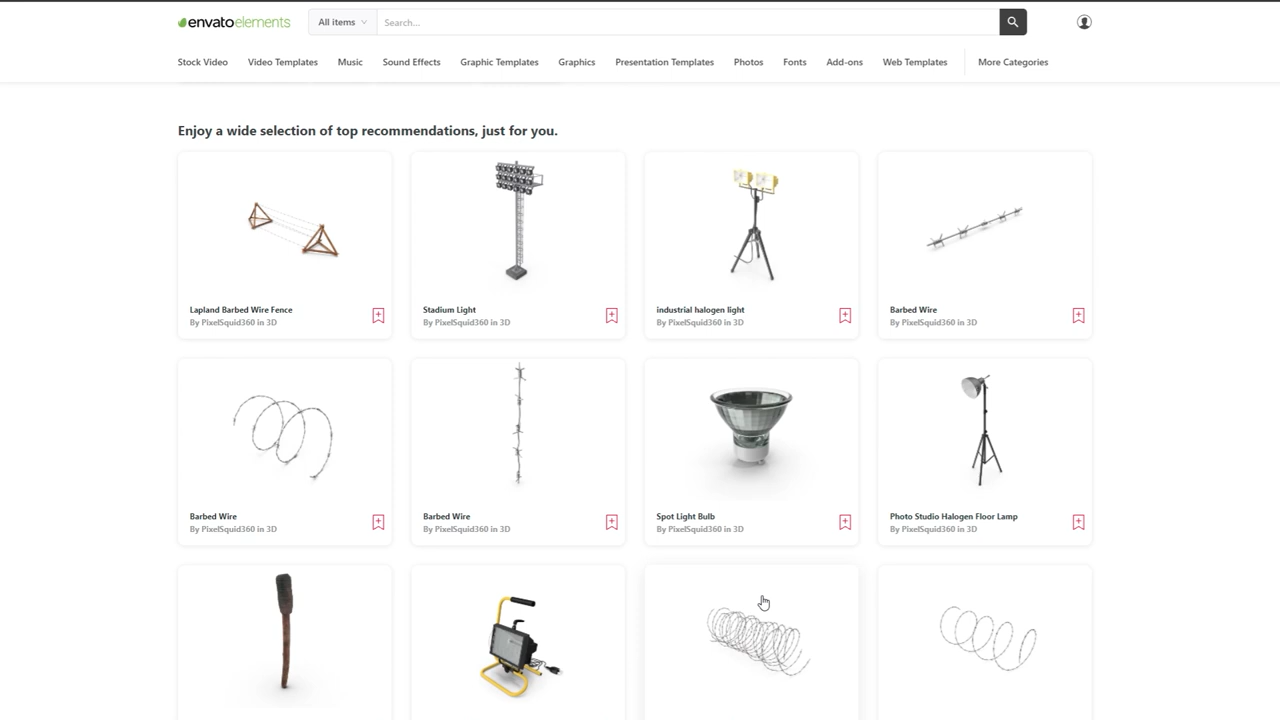 envatoelements
All items
Search...
Stock Video
Video Templates
Music
Sound Effects
Graphic Templates
Graphics
Presentation Templates
Photos
Fonts
Add-ons
Web Templates
More Categories
Enjoy a wide selection of top recommendations, just for you.
Lapland Barbed Wire Fence
By PixelSquid360 in 3D
Stadium Light
By PixelSquid360 in 3D
industrial halogen light
By PixelSquid360 in 3D
Barbed Wire
By PixelSquid360 in 3D
Barbed Wire
By PixelSquid360 in 3D
Barbed Wire
By PixelSquid360 in 3D
Spot Light Bulb
By PixelSquid360 in 3D
Photo Studio Halogen Floor Lamp
By PixelSquid360 in 3D